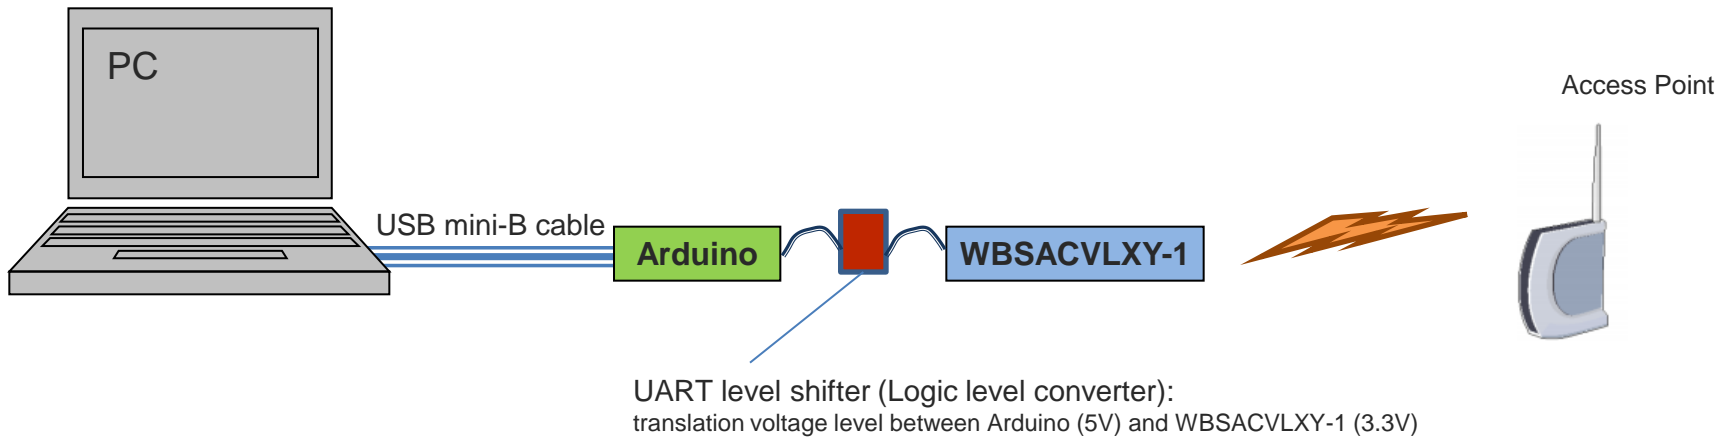 PC
Access Point
USB mini-B cable
Arduino
WBSACVLXY-1
UART level shifter (Logic level converter):
translation voltage level between Arduino (5V) and WBSACVLXY-1 (3.3V)